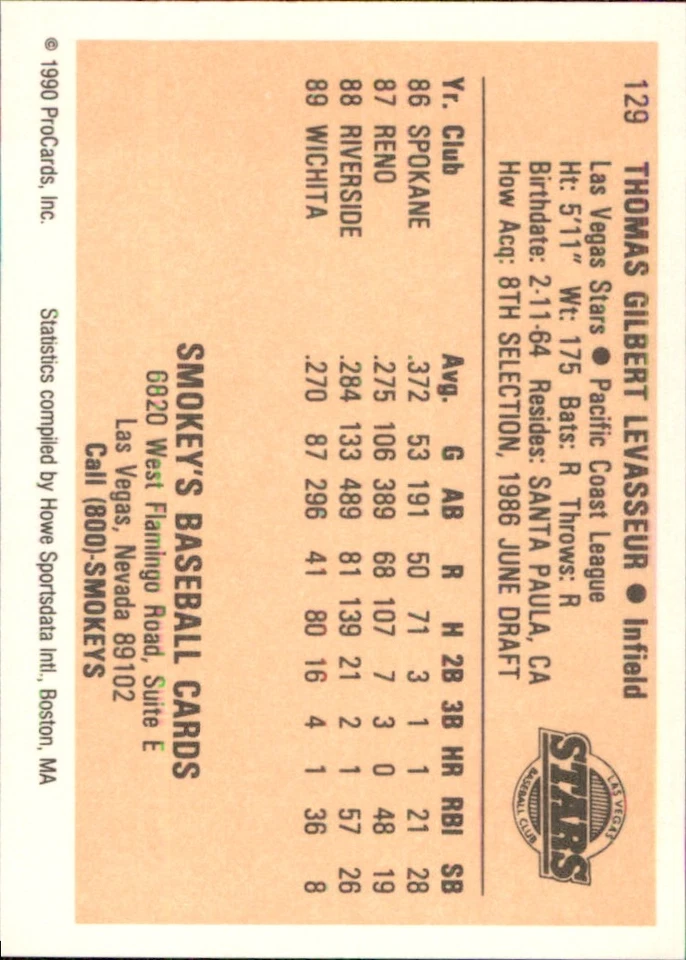 129 THOMAS GILBERT LEVASSEUR ● Infield
Las Vegas Stars ● Pacific Coast League
Ht: 5'11" Wt: 175 Bats: R Throws: R
Birthdate: 2-11-64 Resides: SANTA PAULA, CA
How Acq: 8TH SELECTION, 1986 JUNE DRAFT
LAS VEGAS
STARS
BASEBALL CLUB
Yr. Club Avg. G AB R H 2B 3B HR RBI SB
86 SPOKANE .372 53 191 50 71 3 1 1 21 28
87 RENO .275 106 389 68 107 7 3 0 48 19
88 RIVERSIDE .284 133 489 81 139 21 2 1 57 26
89 WICHITA .270 87 296 41 80 16 4 1 36 8
SMOKEY'S BASEBALL CARDS
6820 West Flamingo Road, Suite E
Las Vegas, Nevada 89102
Call (800)-SMOKEYS
© 1990 ProCards, Inc. Statistics compiled by Howe Sportsdata Intl., Boston, MA